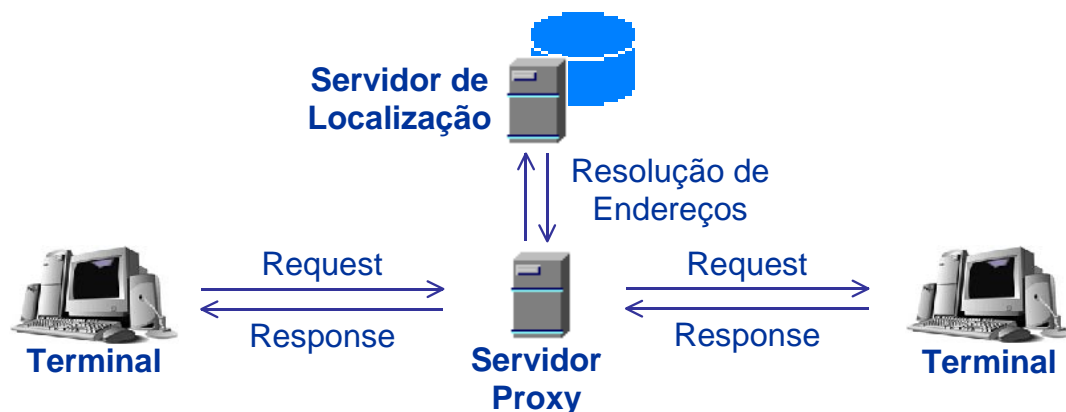 Servidor de
Localização
Resolução de
Endereços
Request
Response
Request
Response
Terminal
Servidor
Proxy
Terminal